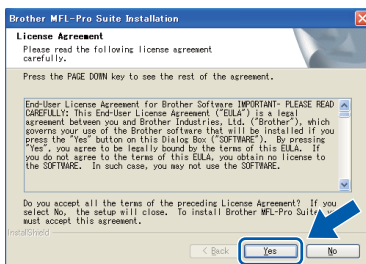 Brother MFL-Pro Suite Installation
License Agreement
Please read the following license agreement
carefully.
Press the PAGE DOWN key to see the rest of the agreement.
End-User License Agreement for Brother Software IMPORTANT- PLEASE READ
CAREFULLY: This End-User License Agreement ("EULA") is a legal
agreement between you and Brother Industries, Ltd. ("Brother"), which
governs your use of the Brother software that will be installed if you
press the "Yes" button on this Dialog Box ("SOFTWARE"). By pressing
"Yes", you agree to be legally bound by the terms of this EULA. If
you do not agree to the terms of this EULA, you obtain no license to
the SOFTWARE. In such case, you may not use the SOFTWARE.
Do you accept all the terms of the preceding License Agreement? If you
select No, the setup will close. To install Brother MFL-Pro Suite, you
must accept this agreement.
InstallShield
< Back Yes No